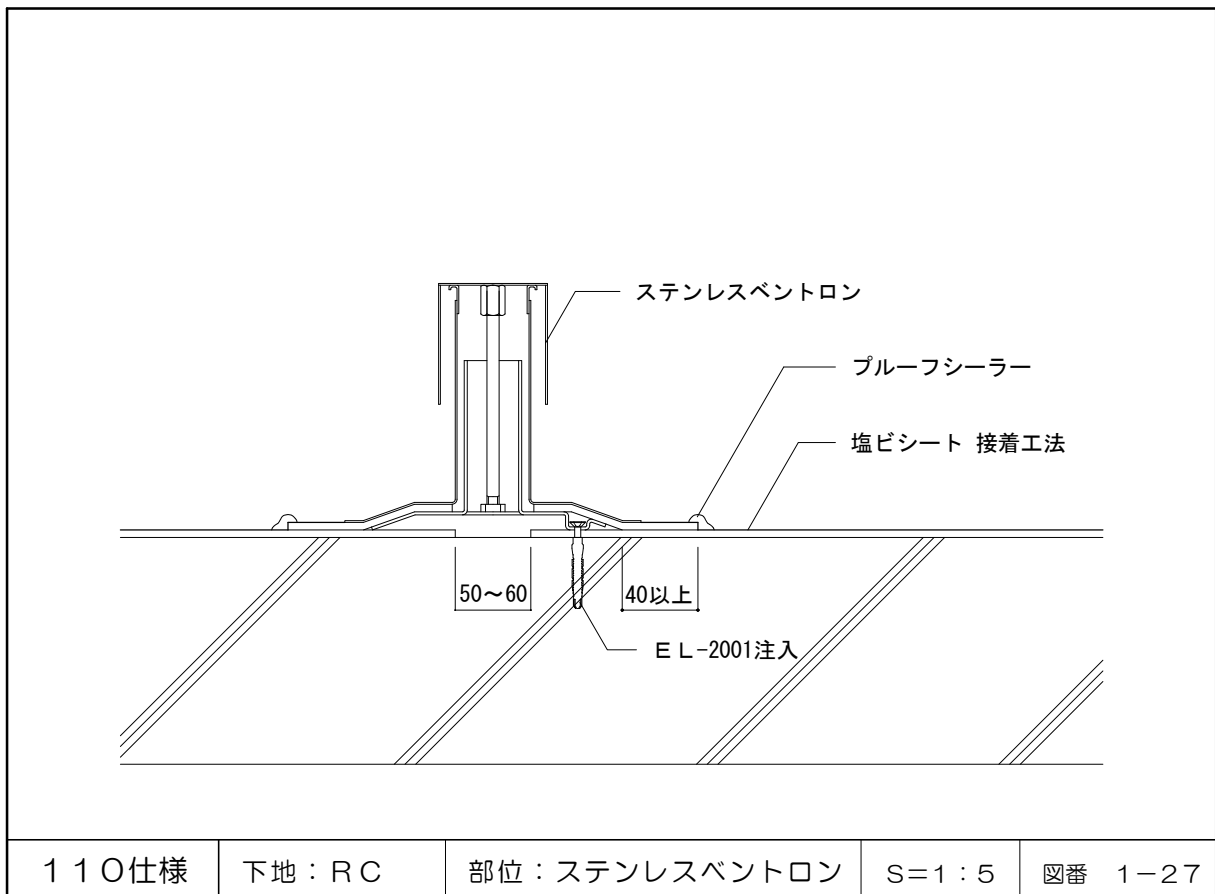 ステンレスベントロン
プルーフシーラー
塩ビシート 接着工法
50～60
40以上
ＥＬ-2001注入
１１０仕様
下地：ＲＣ
部位：ステンレスベントロン
S=1：5
図番 1－27